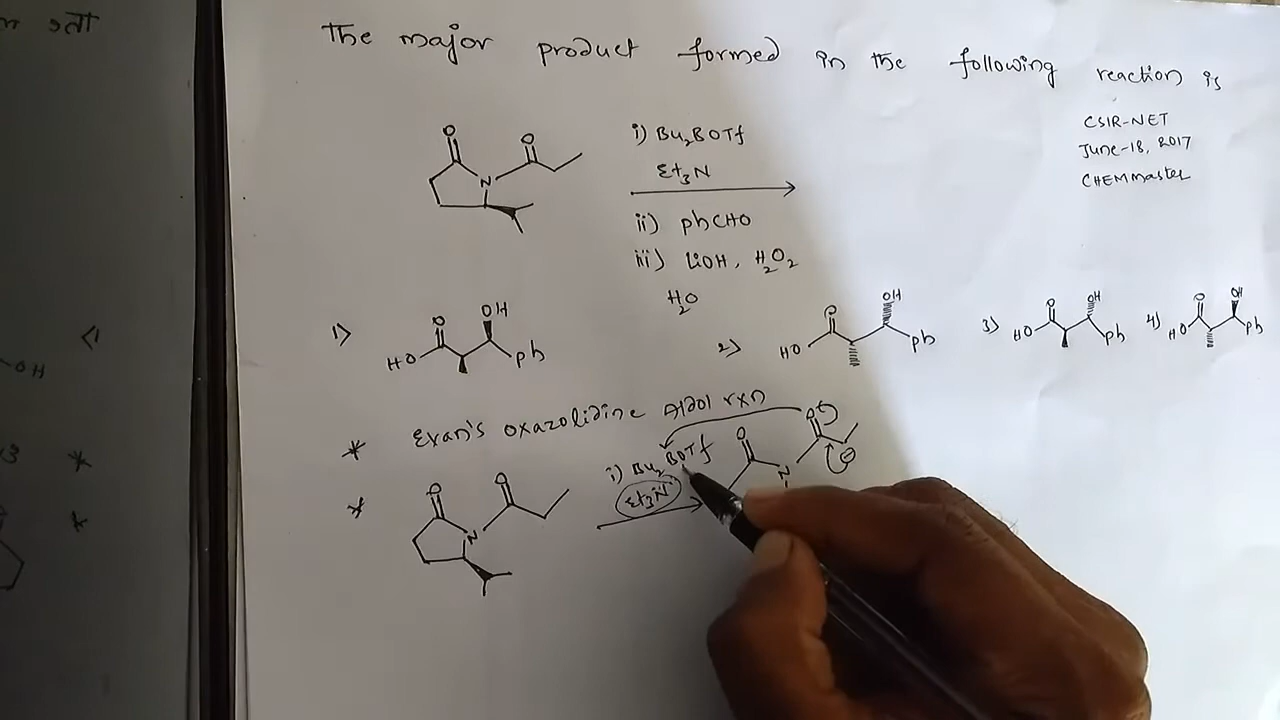 The major product formed in the following reaction is
CSIR-NET
June-18, 2017
CHEMmaster
O
O
N
i) Bu2BOTf
Et3N
ii) phCHO
iii) LiOH, H2O2
H2O
1)
O
OH
HO
ph
2)
O
OH
HO
ph
3)
O
OH
HO
ph
4)
O
OH
HO
ph
OH
3
* Evan's oxazolidine Aldol rxn
*
O
O
N
i) Bu2BOTf
Et3N
O
O
N